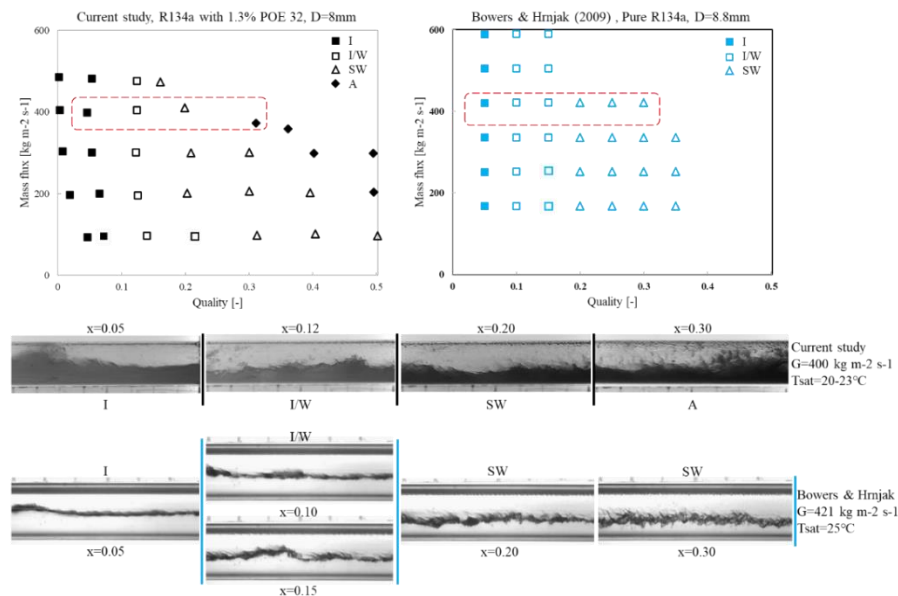 Current study, R134a with 1.3% POE 32, D=8mm
600
400
200
0
Mass flux [kg m-2 s-1]
0
0.1
0.2
0.3
0.4
0.5
Quality [-]
I
I/W
SW
A
Bowers & Hrnjak (2009) , Pure R134a, D=8.8mm
600
400
200
0
Mass flux [kg m-2 s-1]
0
0.1
0.2
0.3
0.4
0.5
Quality [-]
I
I/W
SW
x=0.05
x=0.12
x=0.20
x=0.30
Current study
G=400 kg m-2 s-1
Tsat=20-23℃
I
I/W
SW
A
I
x=0.05
I/W
x=0.10
x=0.15
SW
x=0.20
SW
x=0.30
Bowers & Hrnjak
G=421 kg m-2 s-1
Tsat=25℃